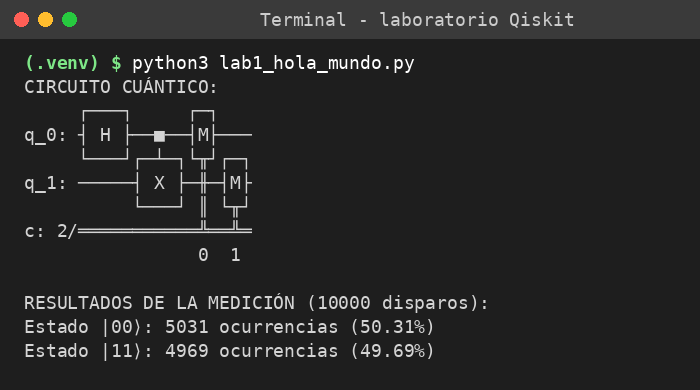 Terminal - laboratorio Qiskit
(.venv) $ python3 lab1_hola_mundo.py
CIRCUITO CUÁNTICO:
     ┌───┐     ┌─┐
q_0: ┤ H ├──■──┤M├───
     └───┘┌─┴─┐└╥┘┌─┐
q_1: ─────┤ X ├─╫─┤M├
          └───┘ ║ └╥┘
c: 2/═══════════╩══╩═
                0  1
RESULTADOS DE LA MEDICIÓN (10000 disparos):
Estado |00⟩: 5031 ocurrencias (50.31%)
Estado |11⟩: 4969 ocurrencias (49.69%)